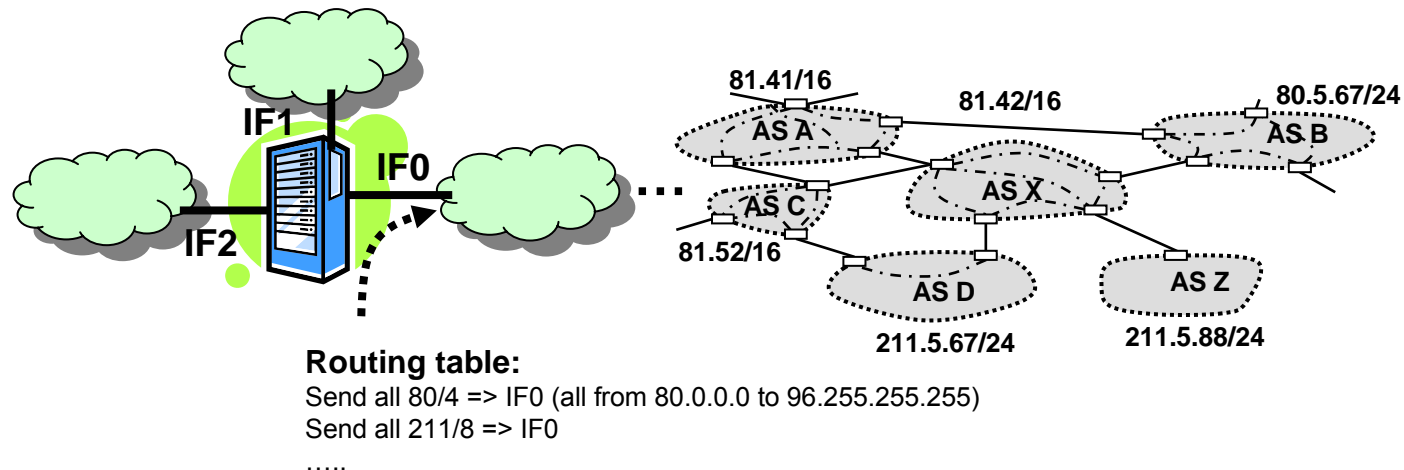 IF1
IF0
IF2
...
81.41/16
81.42/16
80.5.67/24
AS A
AS B
AS X
AS C
81.52/16
AS D
AS Z
211.5.67/24
211.5.88/24
Routing table:
Send all 80/4 => IF0 (all from 80.0.0.0 to 96.255.255.255)
Send all 211/8 => IF0
.....